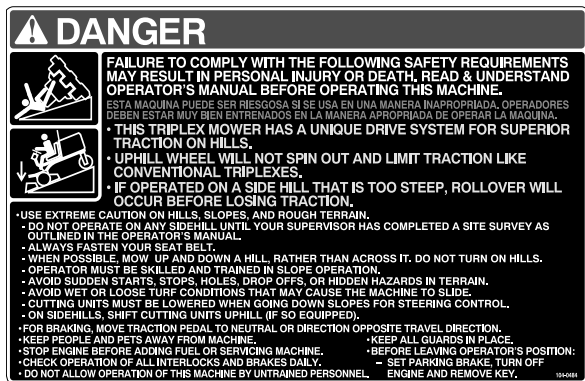 DANGER
FAILURE TO COMPLY WITH THE FOLLOWING SAFETY REQUIREMENTS
MAY RESULT IN PERSONAL INJURY OR DEATH. READ & UNDERSTAND
OPERATOR'S MANUAL BEFORE OPERATING THIS MACHINE.
ESTA MAQUINA PUEDE SER RIESGOSA SI SE USA EN UNA MANERA INAPROPRIADA. OPERADORES
DEBEN ESTAR MUY BIEN ENTRENADOS EN LA MANERA APROPRIADA DE OPERAR LA MAQUINA.
• THIS TRIPLEX MOWER HAS A UNIQUE DRIVE SYSTEM FOR SUPERIOR
TRACTION ON HILLS.
• UPHILL WHEEL WILL NOT SPIN OUT AND LIMIT TRACTION LIKE
CONVENTIONAL TRIPLEXES.
• IF OPERATED ON A SIDE HILL THAT IS TOO STEEP, ROLLOVER WILL
OCCUR BEFORE LOSING TRACTION.
•USE EXTREME CAUTION ON HILLS, SLOPES, AND ROUGH TERRAIN.
- DO NOT OPERATE ON ANY SIDEHILL UNTIL YOUR SUPERVISOR HAS COMPLETED A SITE SURVEY AS
OUTLINED IN THE OPERATOR'S MANUAL.
- ALWAYS FASTEN YOUR SEAT BELT.
- WHEN POSSIBLE, MOW UP AND DOWN A HILL, RATHER THAN ACROSS IT. DO NOT TURN ON HILLS.
- OPERATOR MUST BE SKILLED AND TRAINED IN SLOPE OPERATION.
- AVOID SUDDEN STARTS, STOPS, HOLES, DROP OFFS, OR HIDDEN HAZARDS IN TERRAIN.
- AVOID WET OR LOOSE TURF CONDITIONS THAT MAY CAUSE THE MACHINE TO SLIDE.
- CUTTING UNITS MUST BE LOWERED WHEN GOING DOWN SLOPES FOR STEERING CONTROL.
- ON SIDEHILLS, SHIFT CUTTING UNITS UPHILL (IF SO EQUIPPED).
•FOR BRAKING, MOVE TRACTION PEDAL TO NEUTRAL OR DIRECTION OPPOSITE TRAVEL DIRECTION.
•KEEP PEOPLE AND PETS AWAY FROM MACHINE.
•STOP ENGINE BEFORE ADDING FUEL OR SERVICING MACHINE.
•CHECK OPERATION OF ALL INTERLOCKS AND BRAKES DAILY.
• DO NOT ALLOW OPERATION OF THIS MACHINE BY UNTRAINED PERSONNEL.
•KEEP ALL GUARDS IN PLACE.
•BEFORE LEAVING OPERATOR'S POSITION:
– SET PARKING BRAKE, TURN OFF
ENGINE AND REMOVE KEY.
104-0484